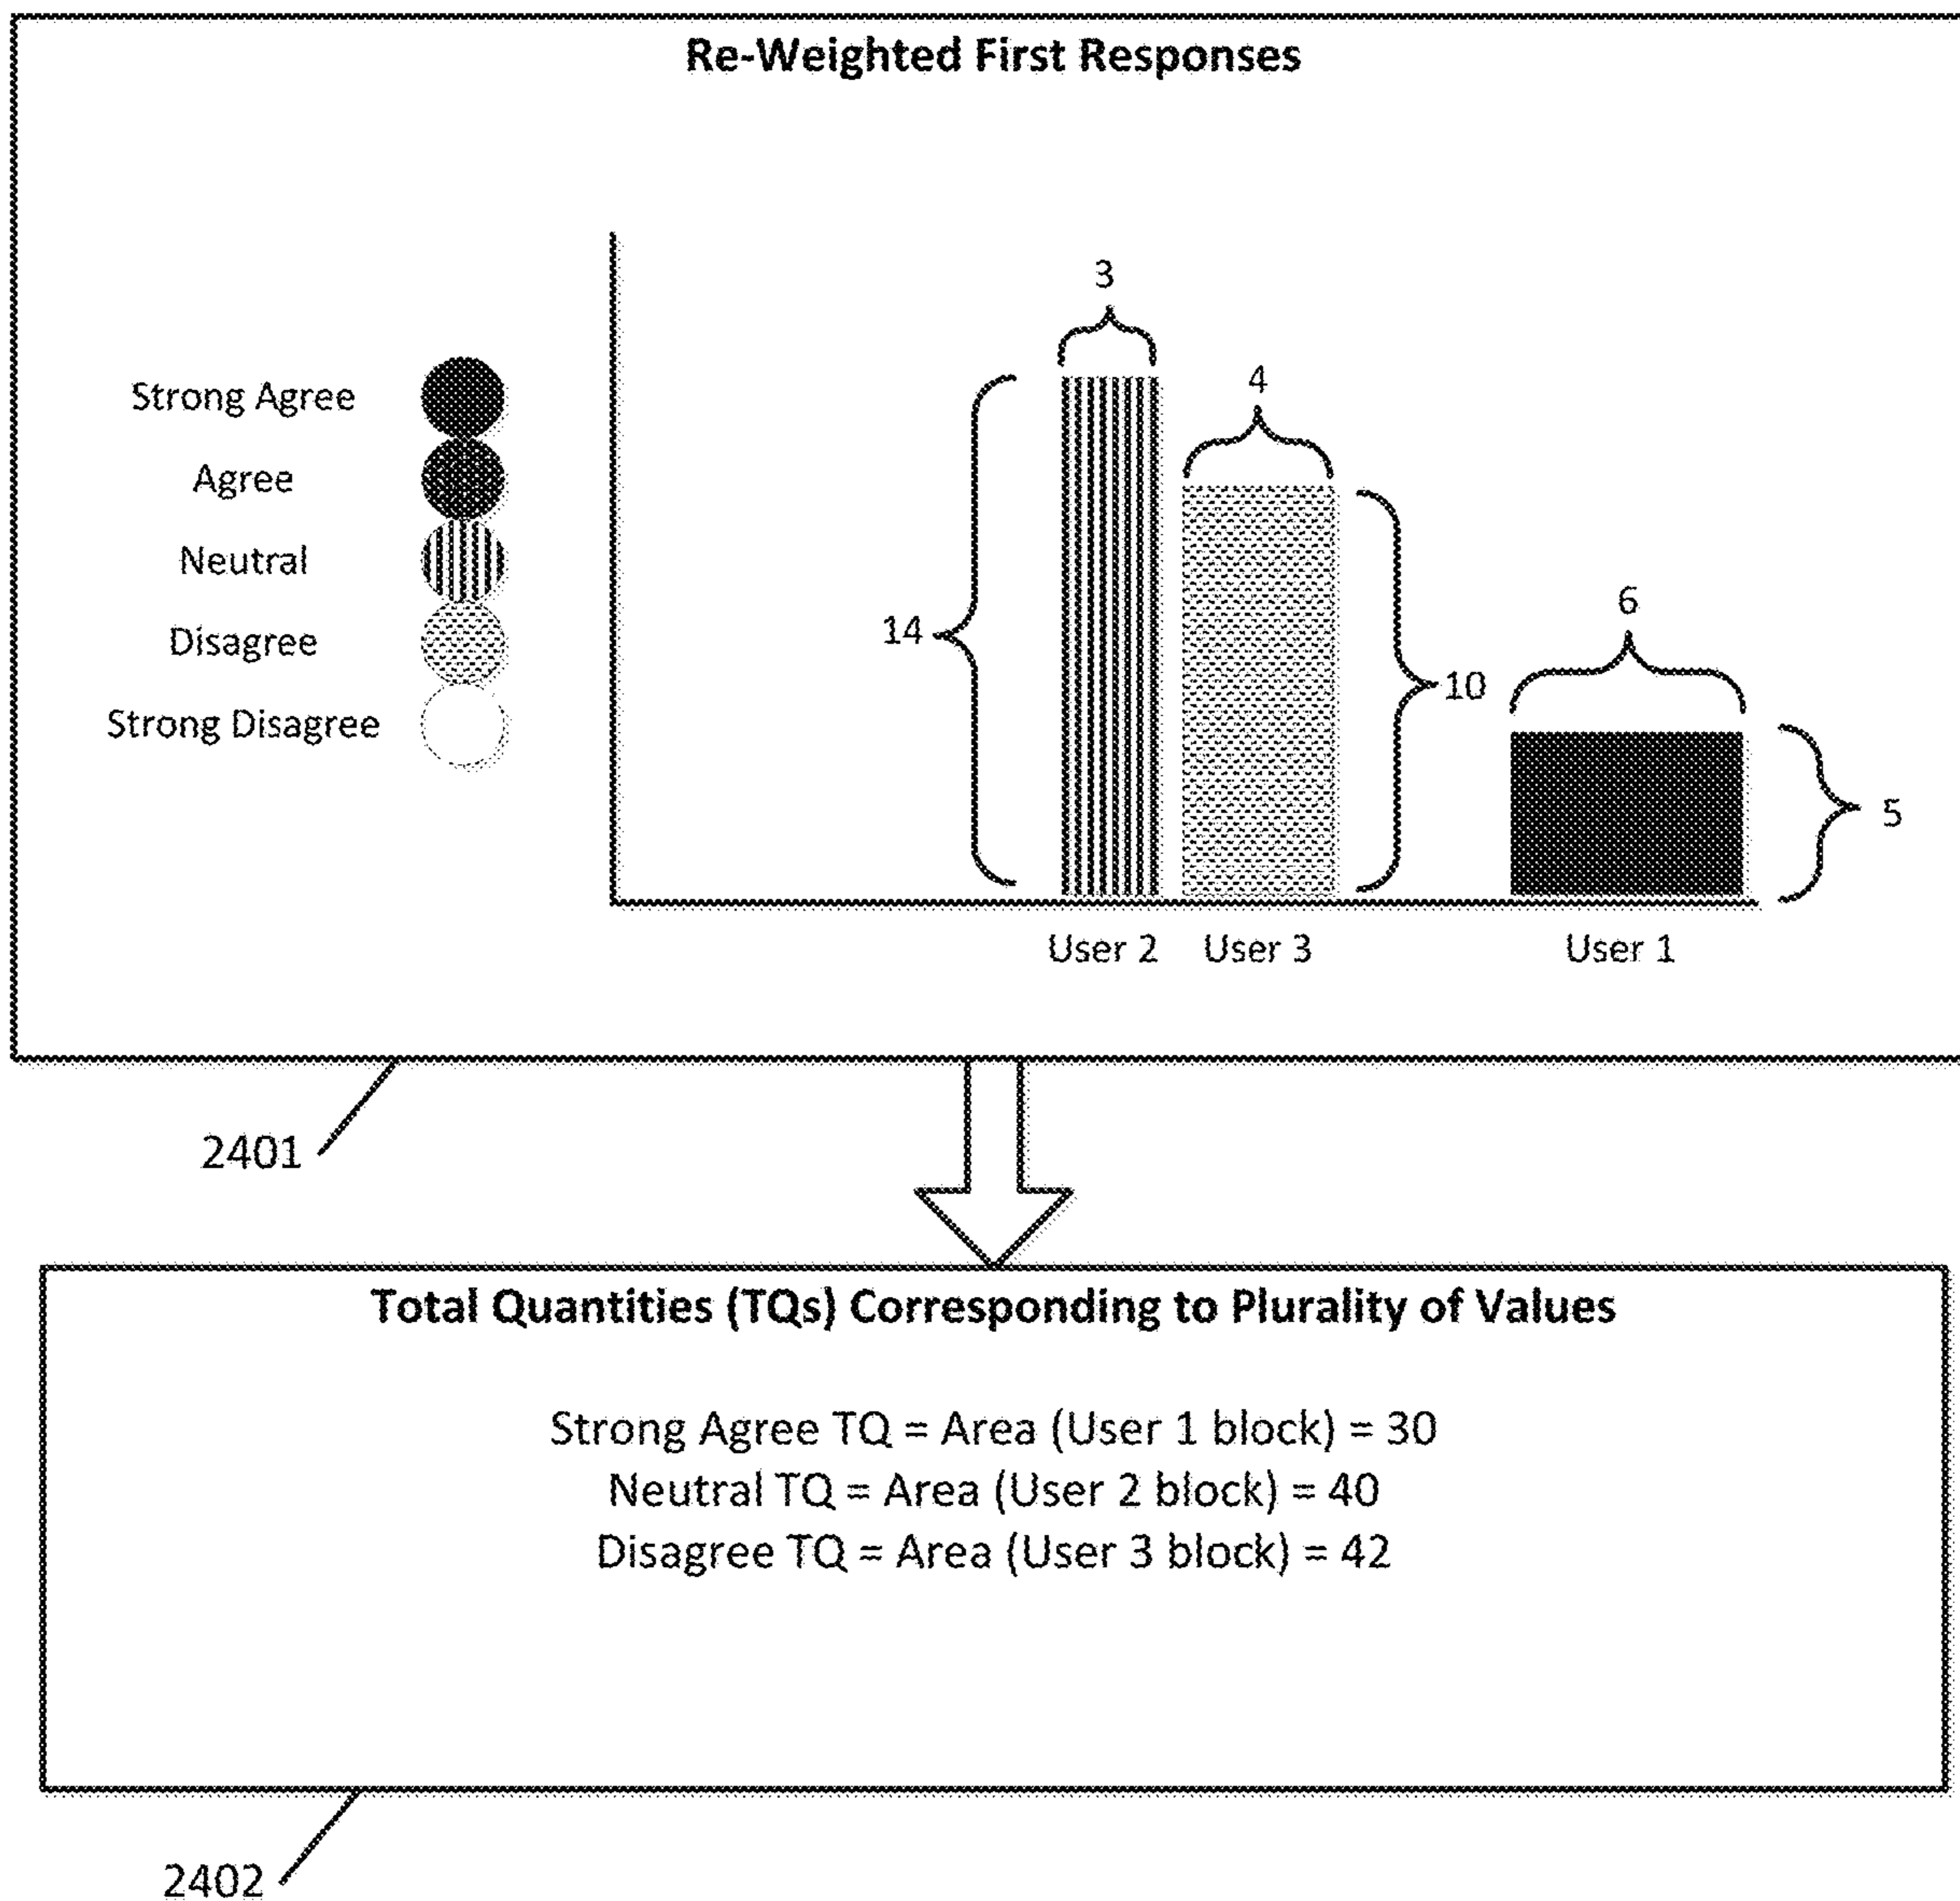 Re-Weighted First Responses
3
4
Strong Agree
Agree
Neutral
6
14
Disagree
10
Strong Disagree
5
User 2 User 3 User 1
2401
Total Quantities (TQs) Corresponding to Plurality of Values
Strong Agree TQ = Area (User 1 block) = 30
Neutral TQ = Area (User 2 block) = 40
Disagree TQ = Area (User 3 block) = 42
2402